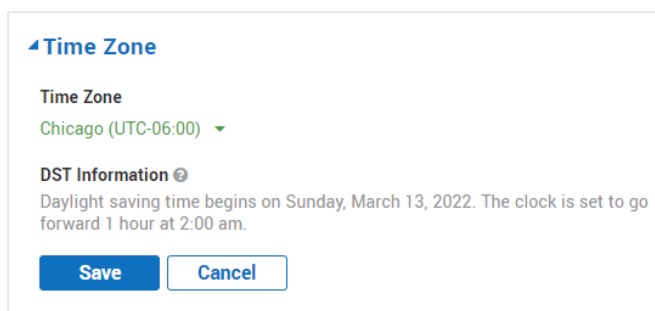 Time Zone
Time Zone
Chicago (UTC-06:00)
DST Information
Daylight saving time begins on Sunday, March 13, 2022. The clock is set to go
forward 1 hour at 2:00 am.
Save Cancel